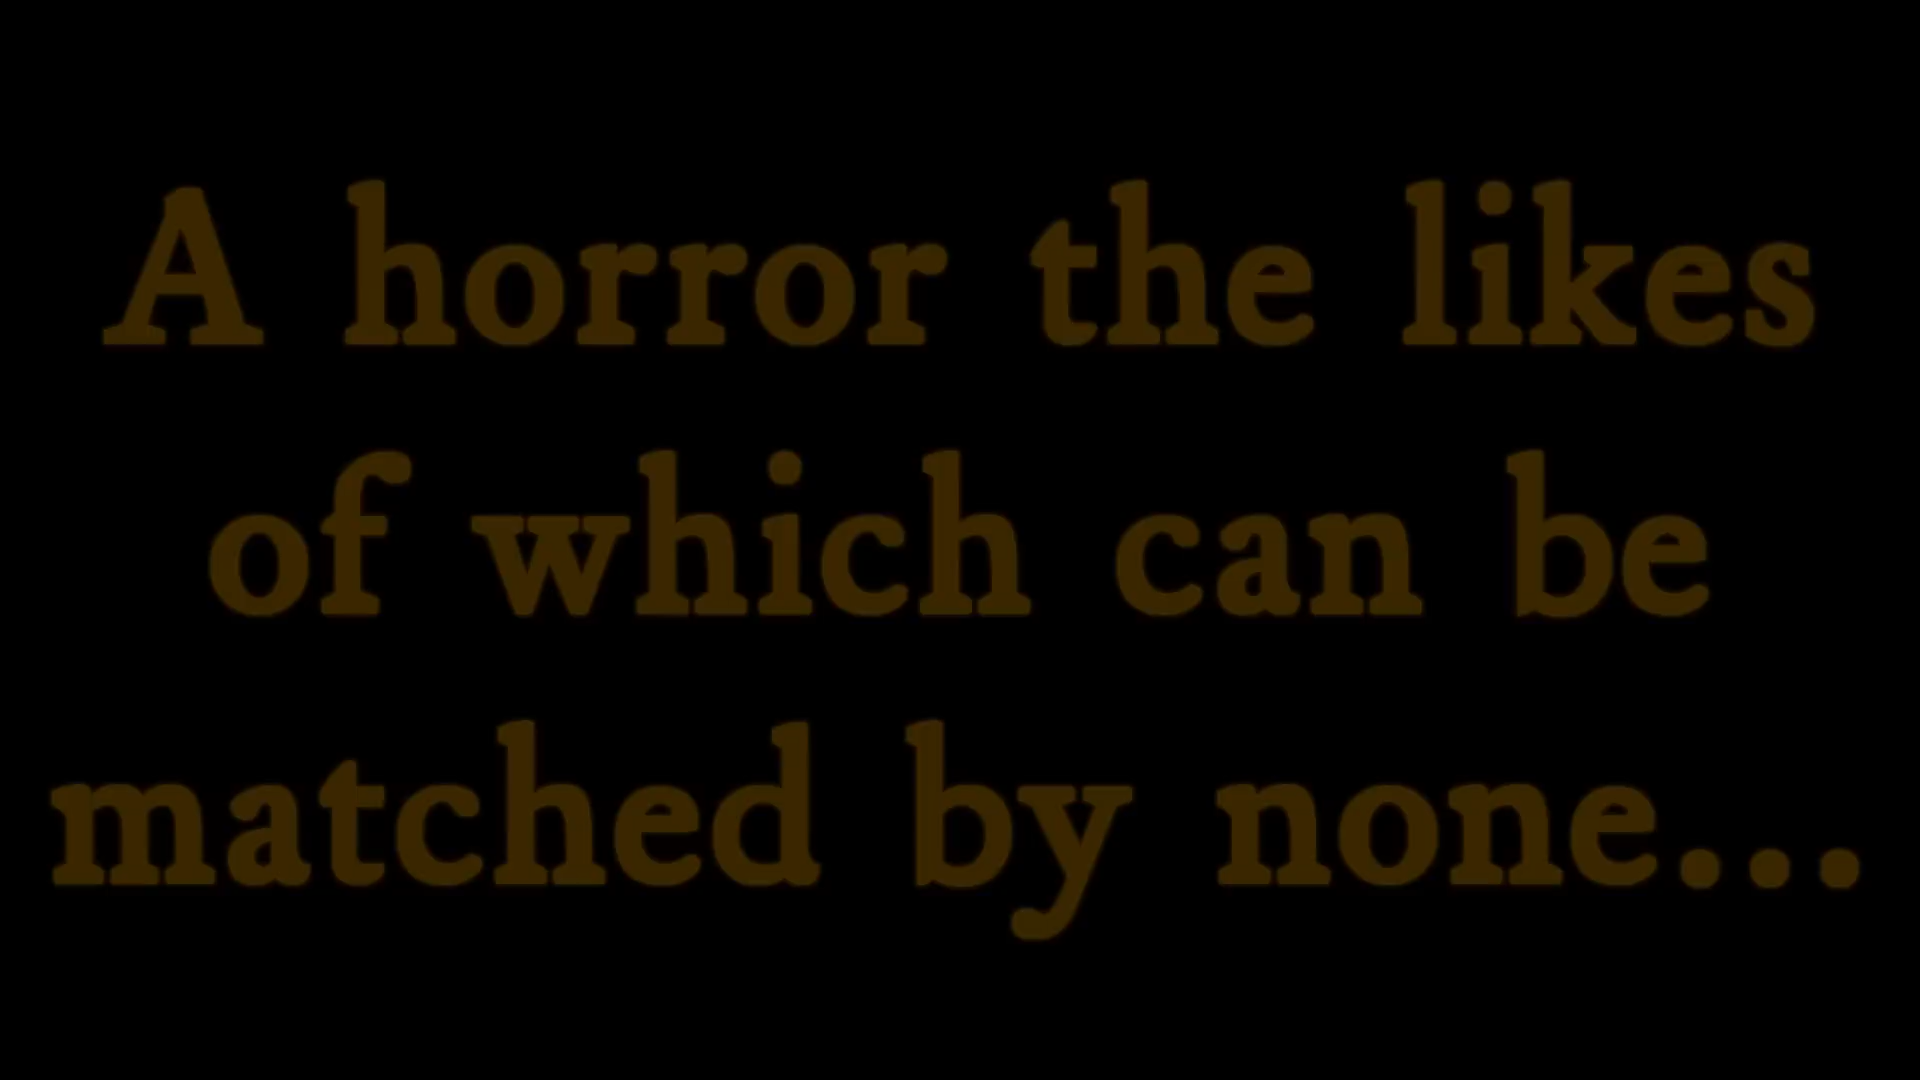 A horror the likes
of which can be
matched by none...